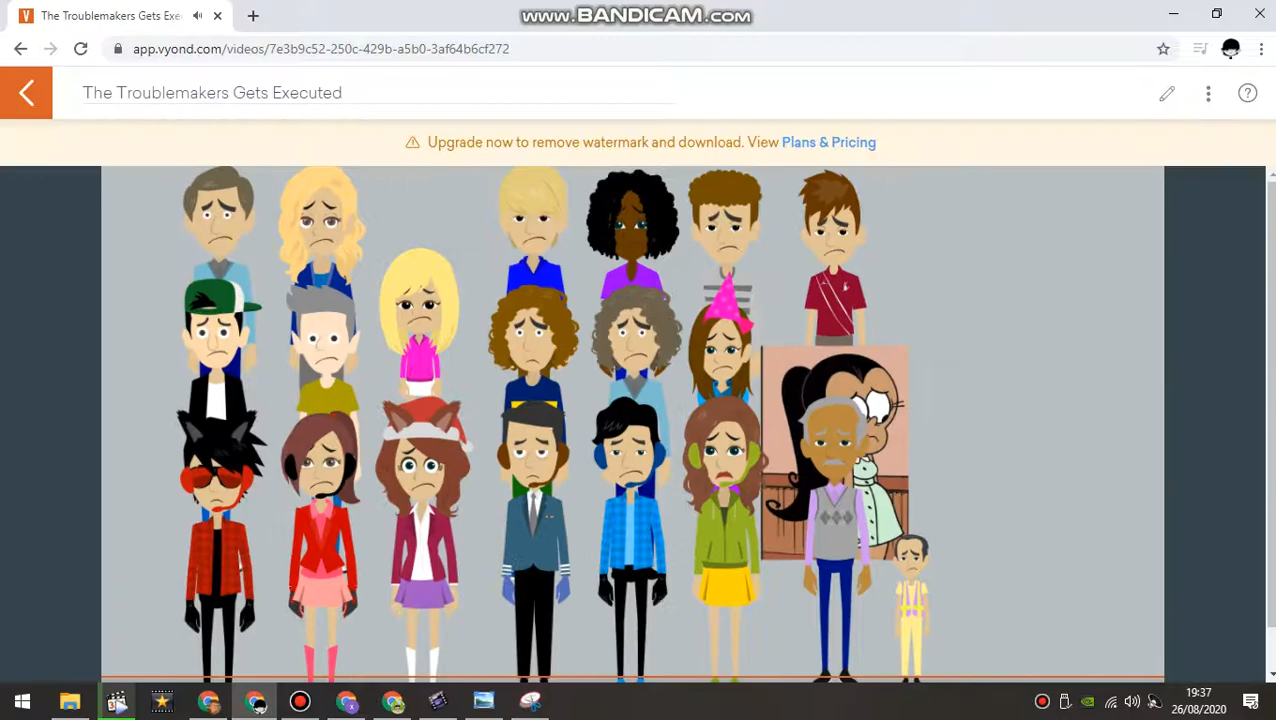 www.BANDICAM.com
The Troublemakers Gets Exe
app.vyond.com/videos/7e3b9c52-250c-429b-a5b0-3af64b6cf272
The Troublemakers Gets Executed
Upgrade now to remove watermark and download. View Plans & Pricing
19:37
26/08/2020